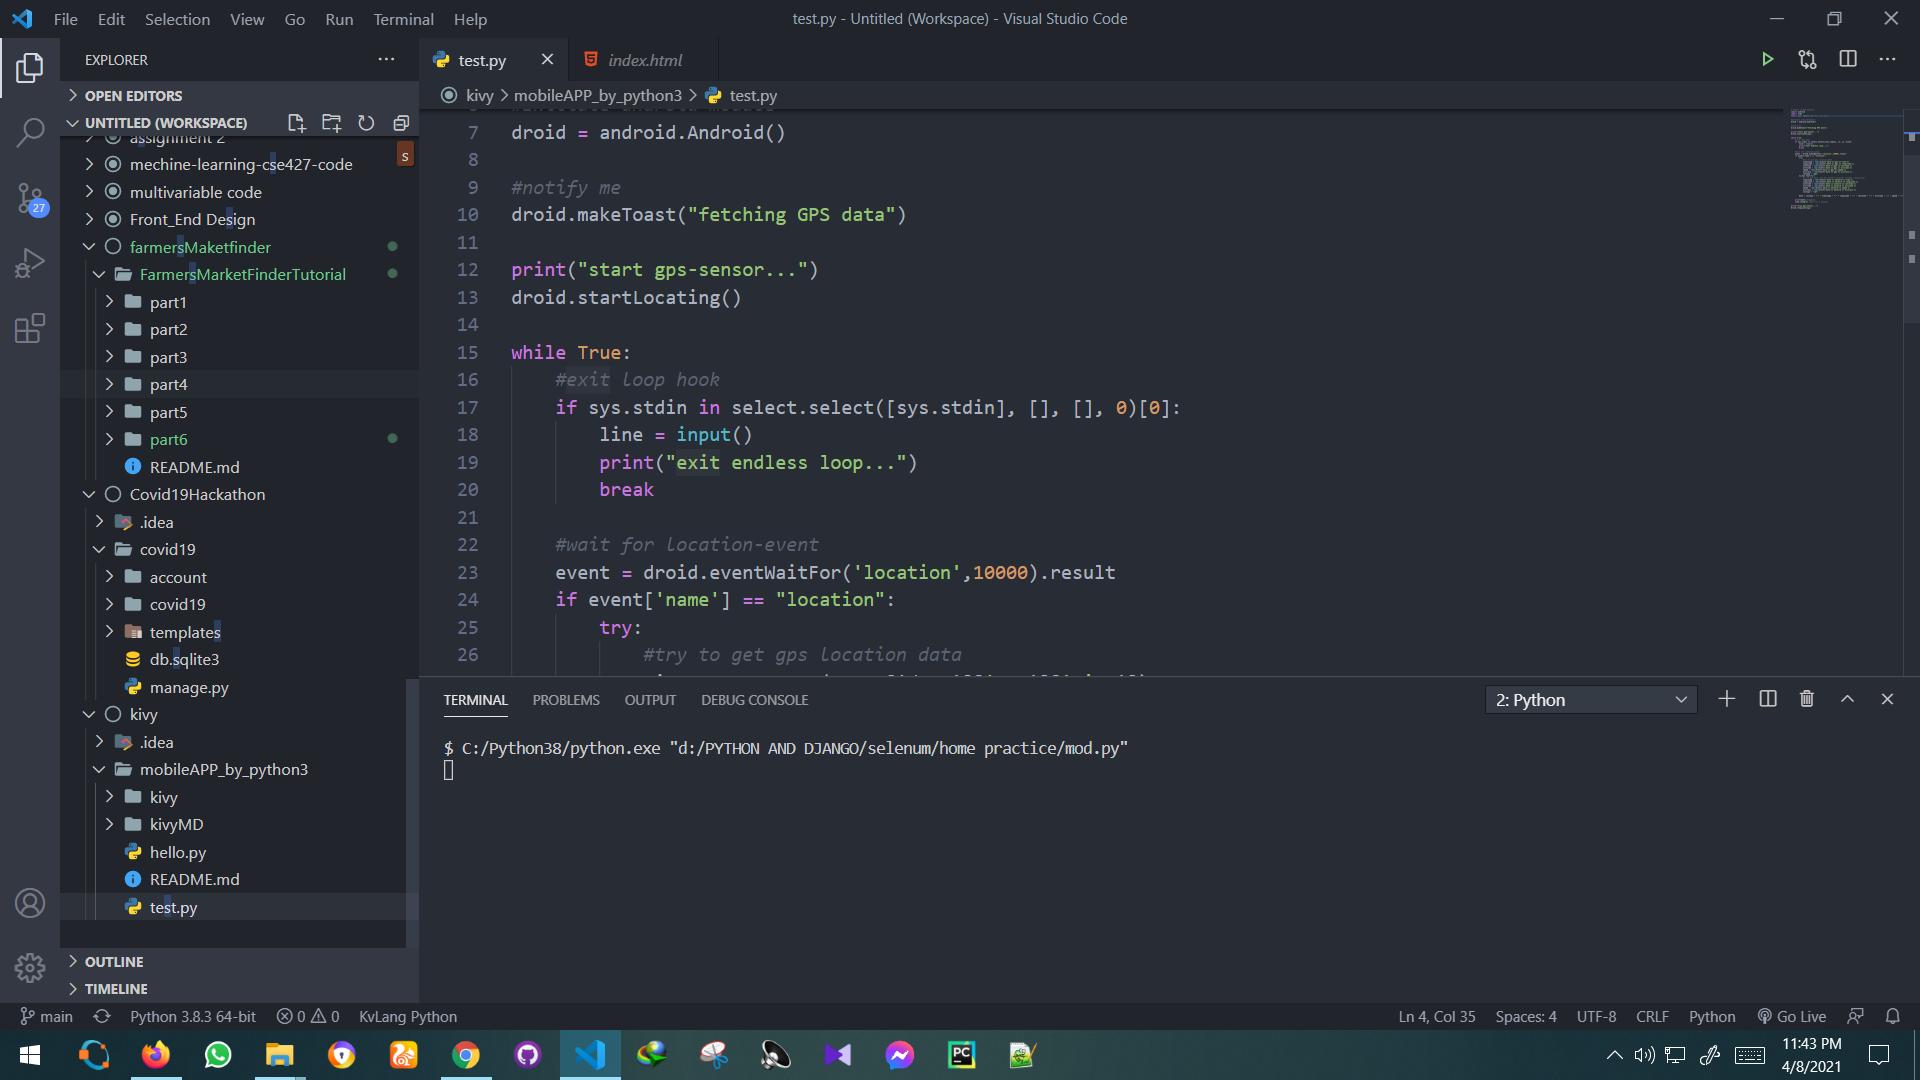 File Edit Selection View Go Run Terminal Help
test.py - Untitled (Workspace) - Visual Studio Code
EXPLORER
test.py
index.html
OPEN EDITORS
kivy > mobileAPP_by_python3 > test.py
UNTITLED (WORKSPACE)
assignment 2
s
mechine-learning-cse427-code
multivariable code
Front_End Design
farmersMaketfinder
FarmersMarketFinderTutorial
part1
part2
part3
part4
part5
part6
README.md
Covid19Hackathon
.idea
covid19
account
covid19
templates
db.sqlite3
manage.py
kivy
.idea
mobileAPP_by_python3
kivy
kivyMD
hello.py
README.md
test.py
OUTLINE
TIMELINE
27
7 droid = android.Android()
8
9 #notify me
10 droid.makeToast("fetching GPS data")
11
12 print("start gps-sensor...")
13 droid.startLocating()
14
15 while True:
16 #exit loop hook
17 if sys.stdin in select.select([sys.stdin], [], [], 0)[0]:
18 line = input()
19 print("exit endless loop...")
20 break
21
22 #wait for location-event
23 event = droid.eventWaitFor('location',10000).result
24 if event['name'] == "location":
25 try:
26 #try to get gps location data
TERMINAL PROBLEMS OUTPUT DEBUG CONSOLE
2: Python
$ C:/Python38/python.exe "d:/PYTHON AND DJANGO/selenum/home practice/mod.py"
main Python 3.8.3 64-bit 0 0 KvLang Python
Ln 4, Col 35 Spaces: 4 UTF-8 CRLF Python Go Live
PC
11:43 PM
4/8/2021